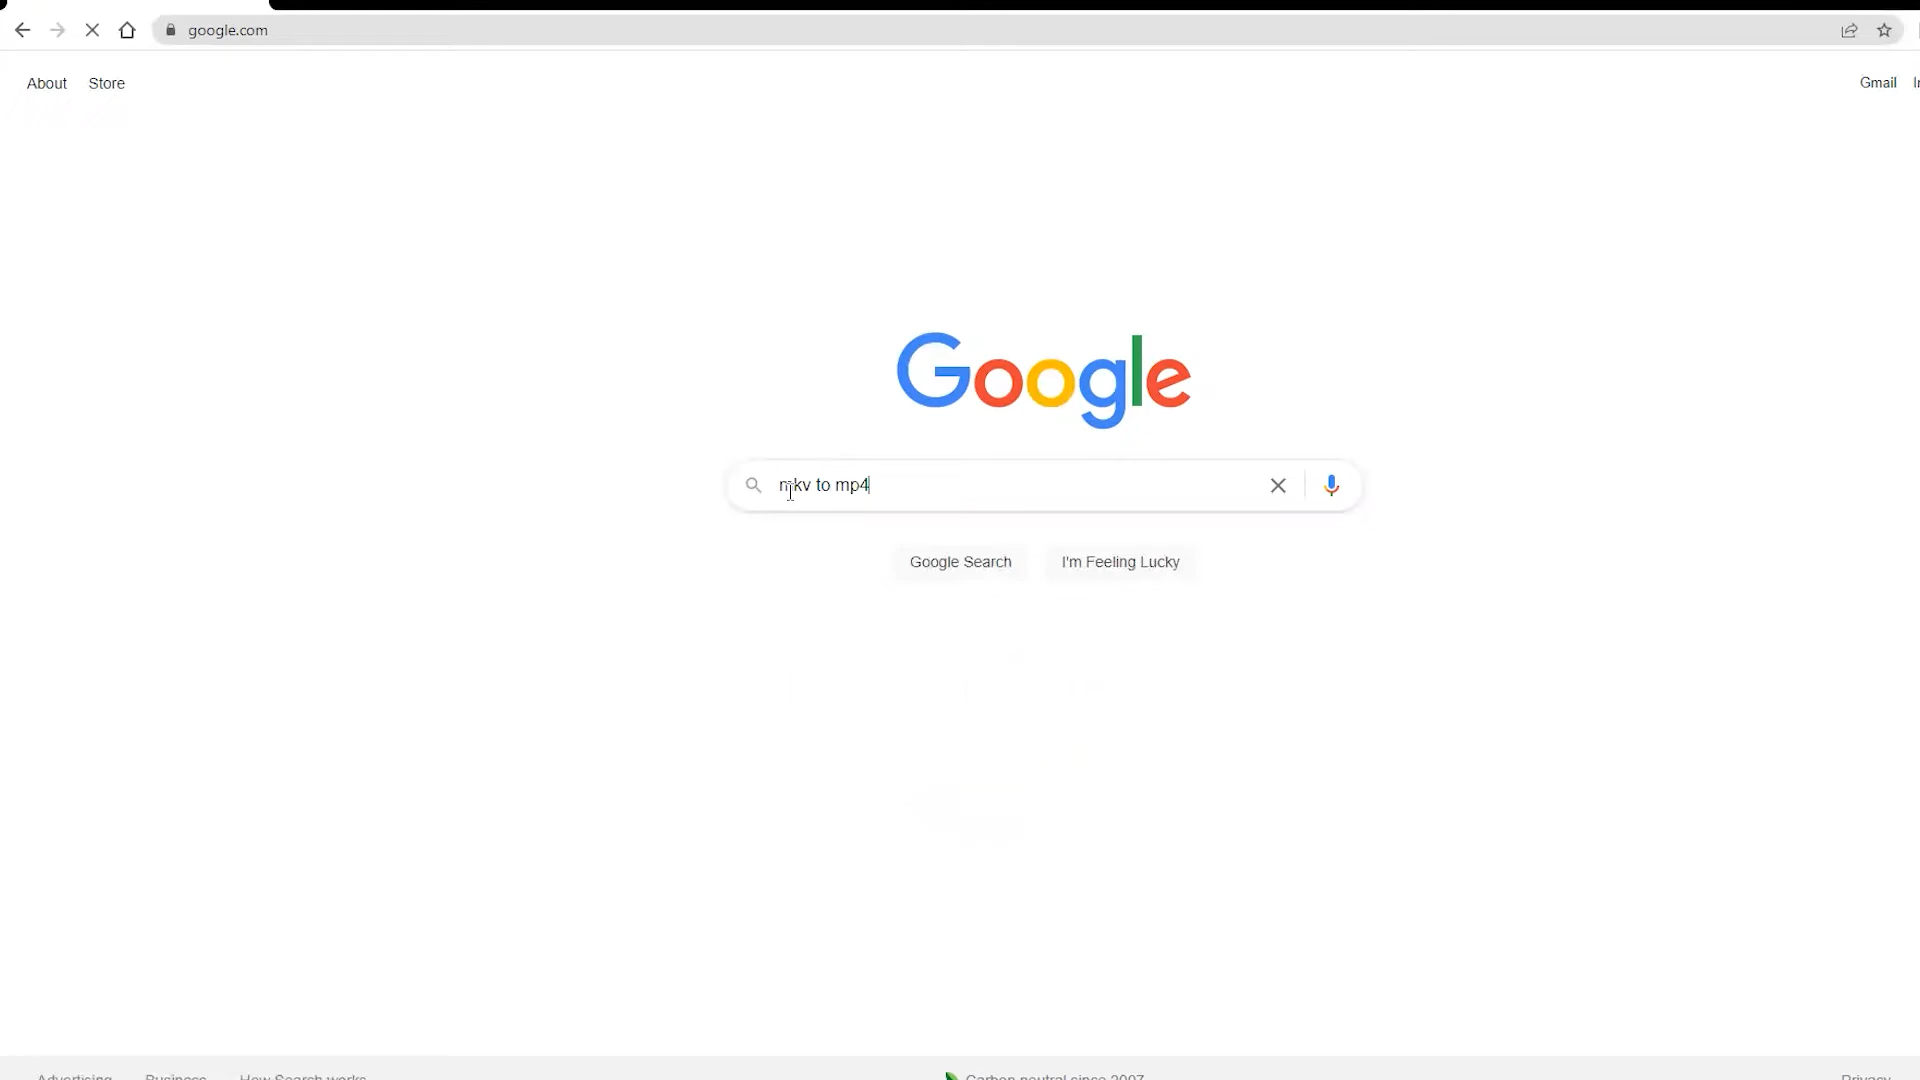 google.com
About Store
Gmail
Google
mkv to mp4
Google Search I'm Feeling Lucky
Advertising Business How Search works Carbon neutral since 2007 Privacy